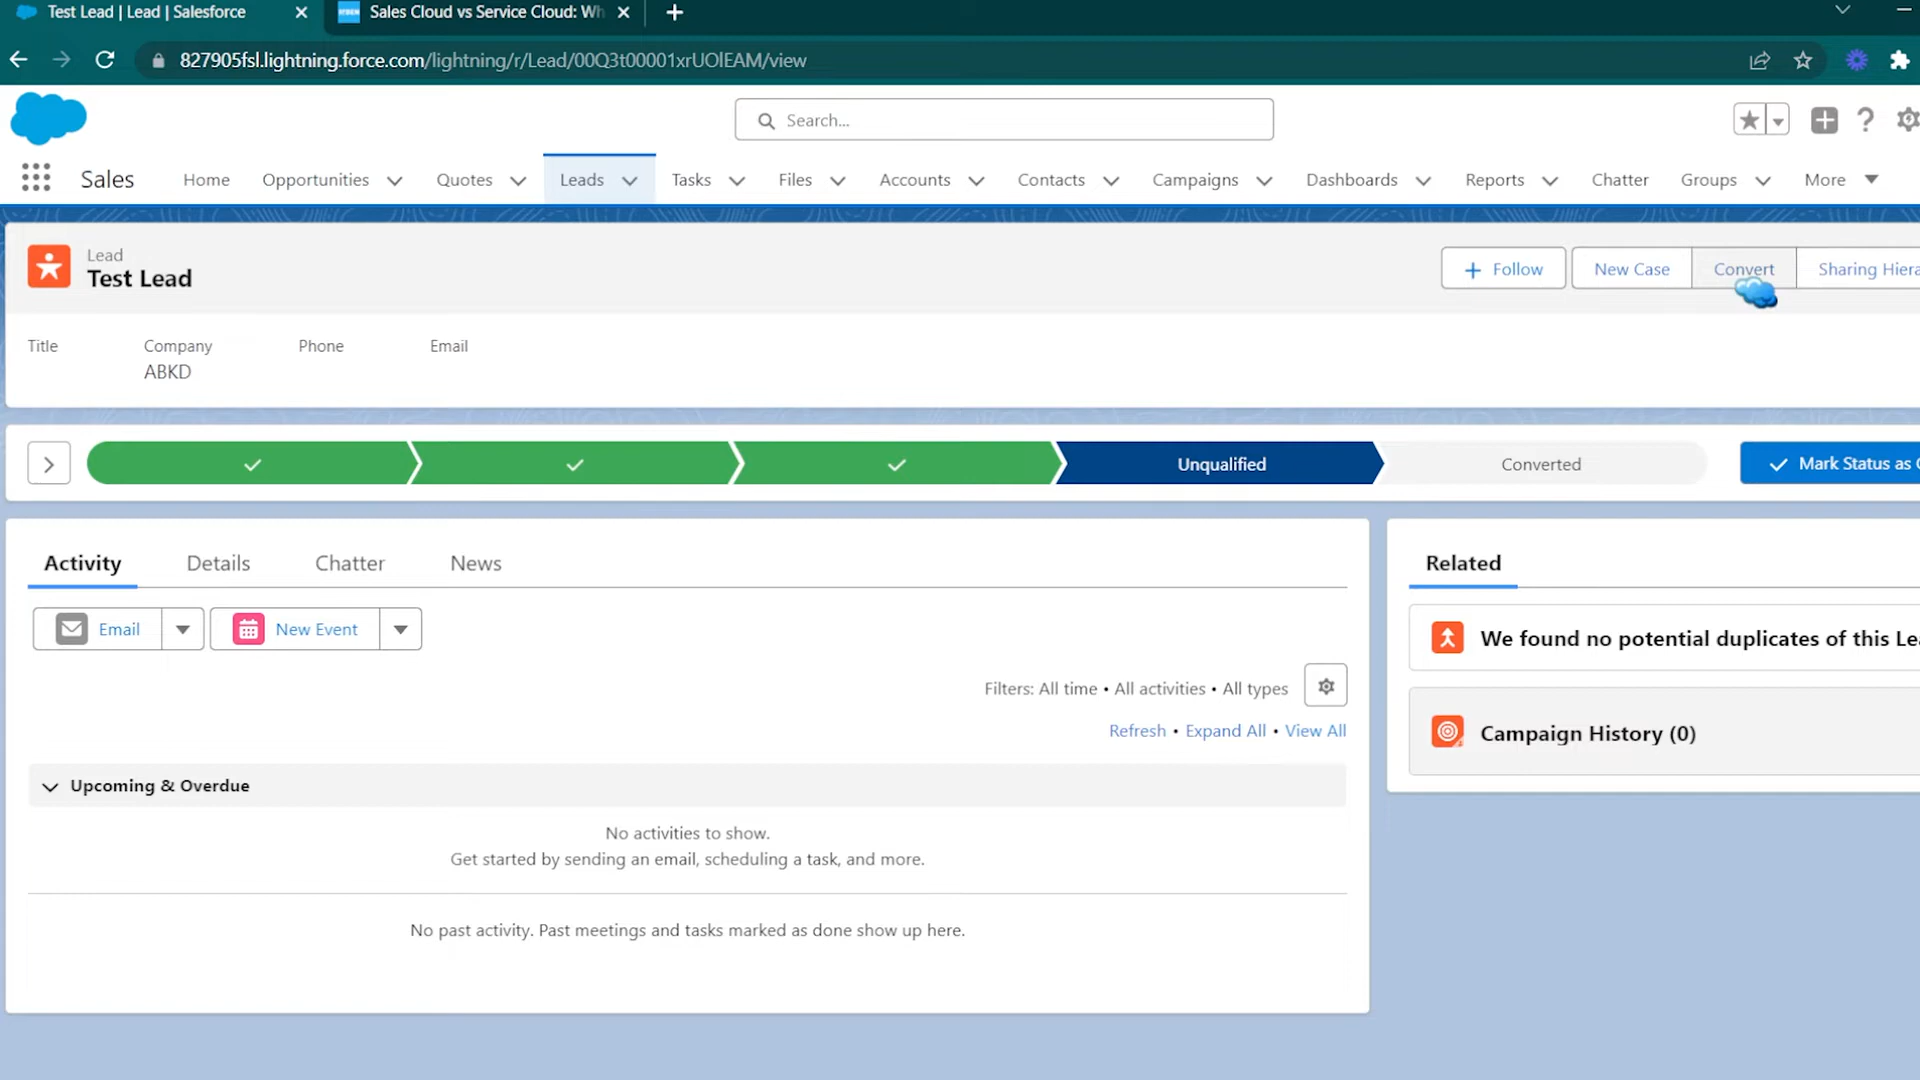 Test Lead | Lead | Salesforce
Sales Cloud vs Service Cloud: Wh
827905fsl.lightning.force.com/lightning/r/Lead/00Q3t00001xrUOlEAM/view
Search...
Sales Home Opportunities Quotes Leads Tasks Files Accounts Contacts Campaigns Dashboards Reports Chatter Groups More
Lead
Test Lead
+ Follow New Case Convert Sharing Hiera
Title Company Phone Email
ABKD
Unqualified Converted Mark Status as C
Activity Details Chatter News
Email New Event
Filters: All time • All activities • All types
Refresh • Expand All • View All
Upcoming & Overdue
No activities to show.
Get started by sending an email, scheduling a task, and more.
No past activity. Past meetings and tasks marked as done show up here.
Related
We found no potential duplicates of this Lea
Campaign History (0)